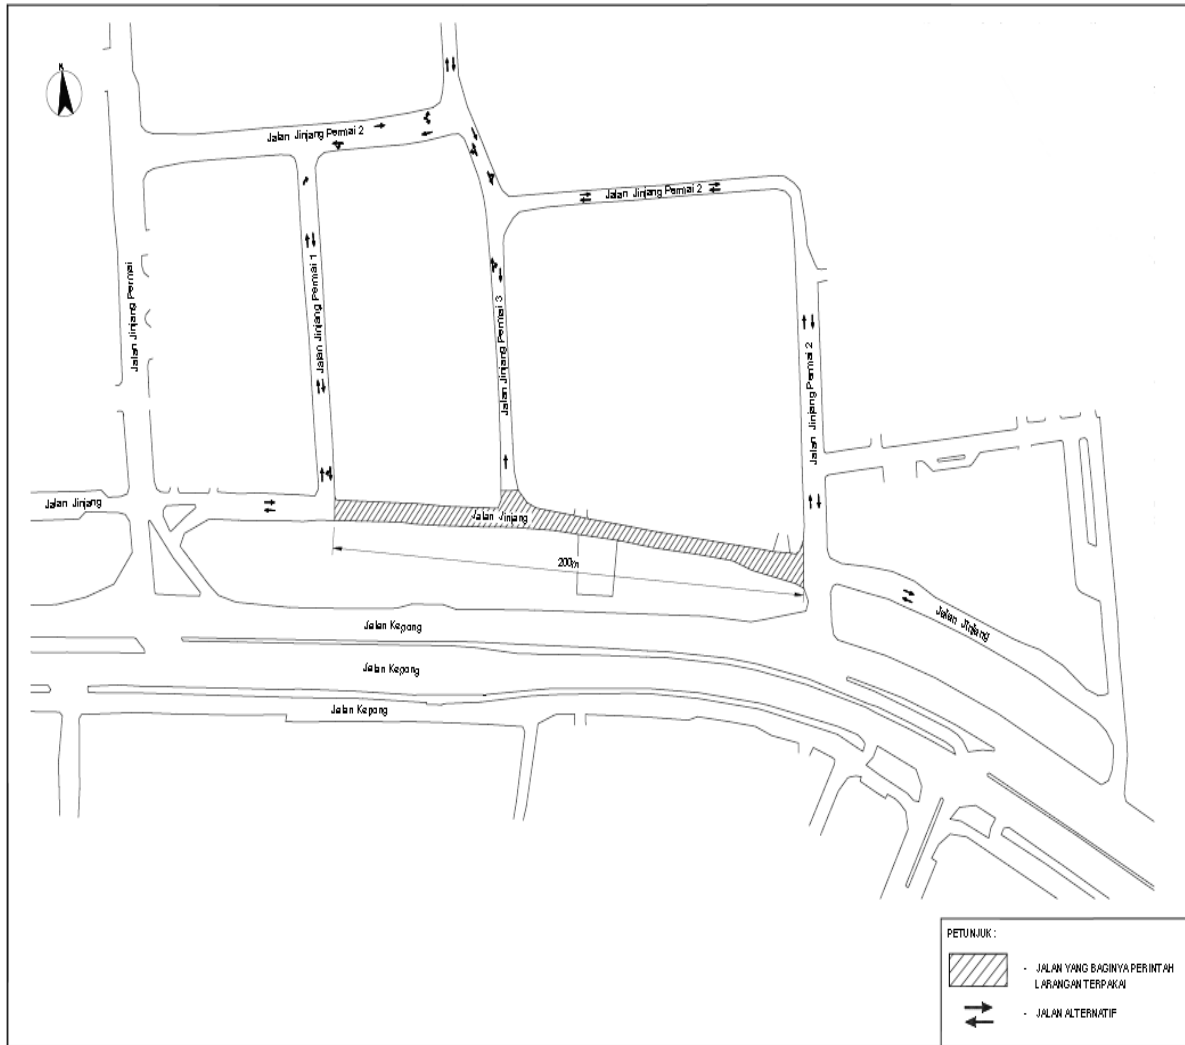 K
Jalan Jinjang Permai 2
Jalan Jinjang Permai 2
Jalan Jinjang Permai
Jalan Jinjang Permai 1
Jalan Jinjang Permai 3
Jalan Jinjang Permai 2
Jalan Jinjang
Jalan Jinjang
200m
Jalan Jinjang
Jalan Kepong
Jalan Kepong
Jalan Kepong
PETUNJUK :
- JALAN YANG BAGINYA PERINTAH
LARANGAN TERPAKAI
- JALAN ALTERNATIF